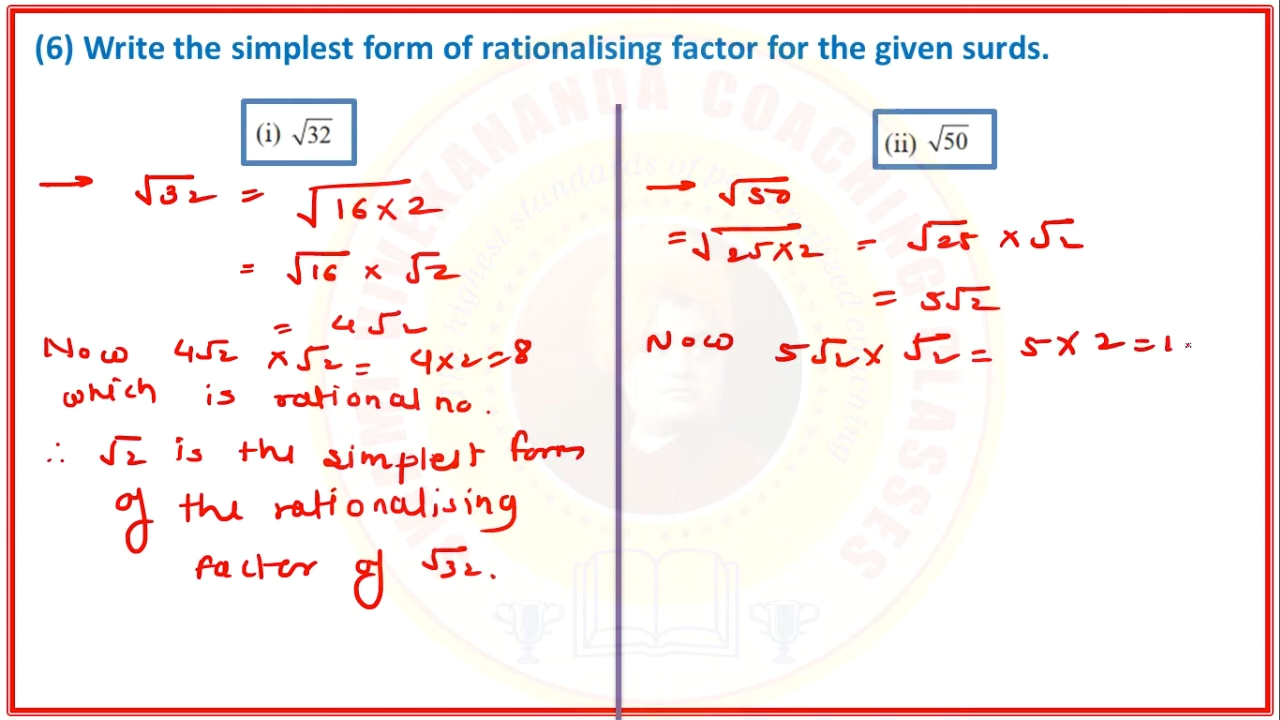 (6) Write the simplest form of rationalising factor for the given surds.
(i) √32
→ √32 = √16×2
= √16 × √2
= 4√2
Now 4√2 × √2 = 4×2=8
which is rational no.
∴ √2 is the simplest form
of the rationalising
factor of √32.
(ii) √50
→ √50
= √25×2 = √25 × √2
= 5√2
Now 5√2 × √2 = 5×2=1
VIVEKANANDA COACHING CLASSES